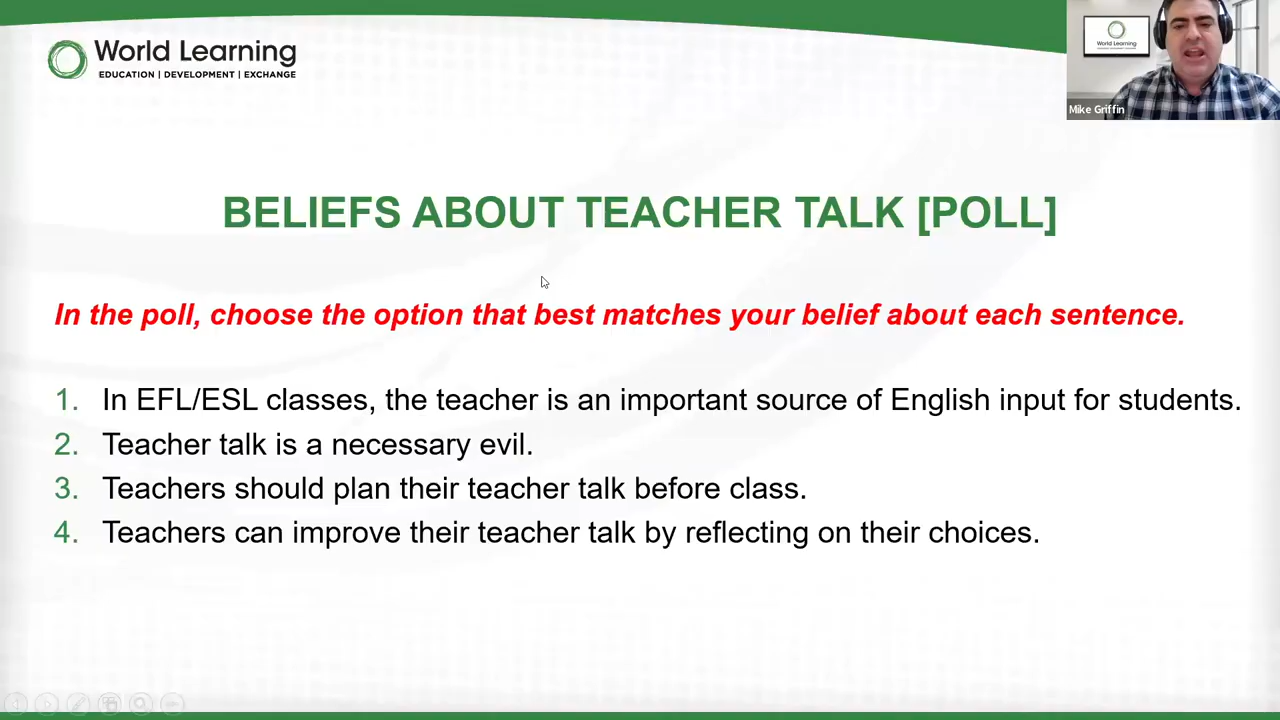 World Learning
EDUCATION | DEVELOPMENT | EXCHANGE
World Learning
Mike Griffin
BELIEFS ABOUT TEACHER TALK [POLL]
In the poll, choose the option that best matches your belief about each sentence.
1. In EFL/ESL classes, the teacher is an important source of English input for students.
2. Teacher talk is a necessary evil.
3. Teachers should plan their teacher talk before class.
4. Teachers can improve their teacher talk by reflecting on their choices.